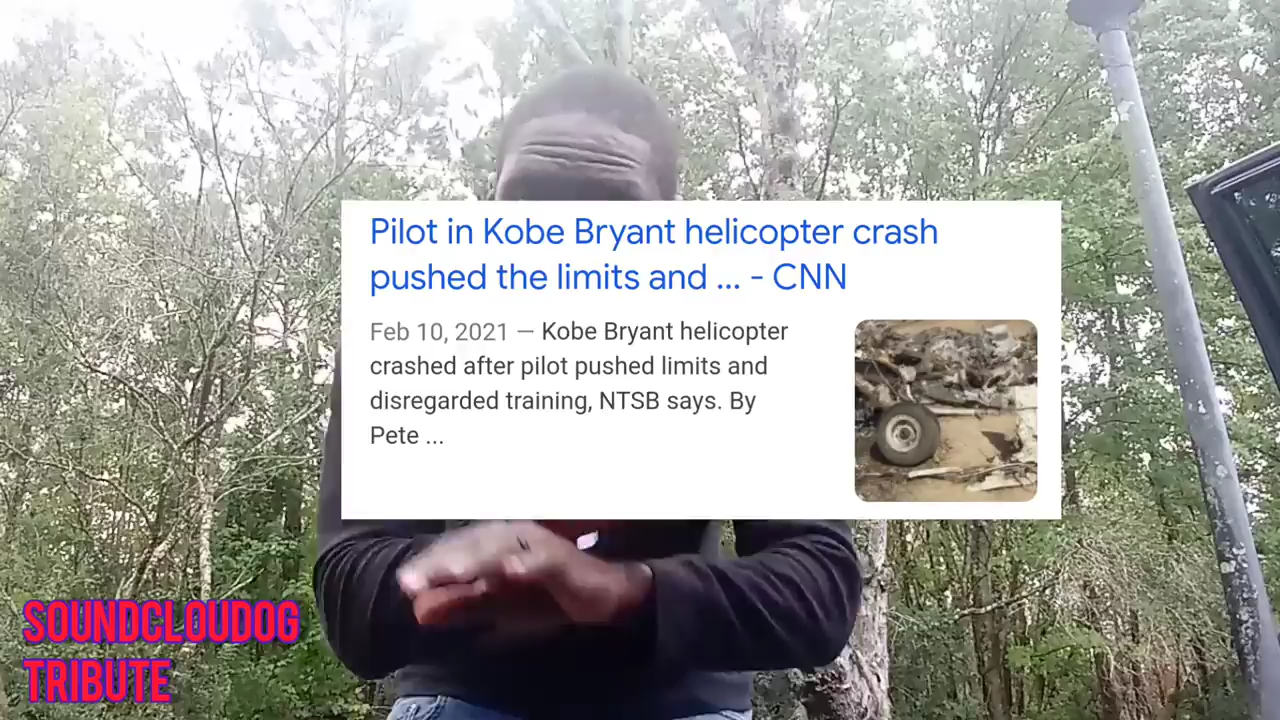 Pilot in Kobe Bryant helicopter crash
pushed the limits and ... - CNN
Feb 10, 2021 — Kobe Bryant helicopter
crashed after pilot pushed limits and
disregarded training, NTSB says. By
Pete ...
SOUNDCLOUDOG
TRIBUTE